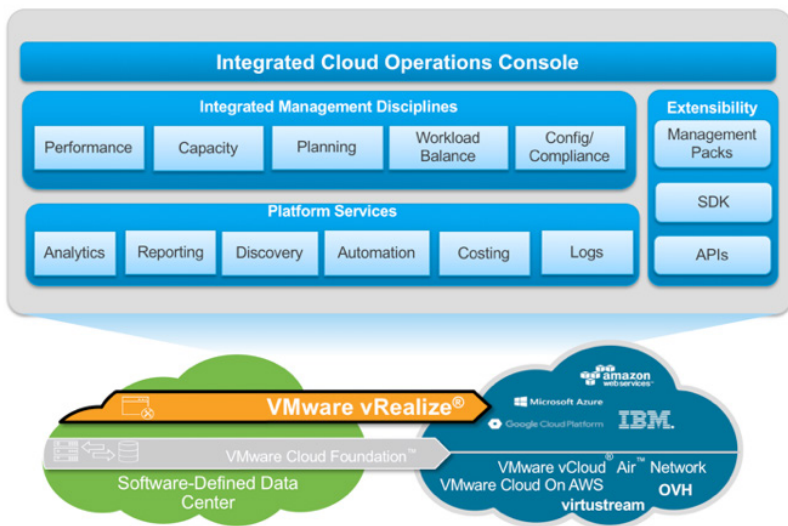 Integrated Cloud Operations Console
Integrated Management Disciplines
Performance
Capacity
Planning
Workload
Balance
Config/
Compliance
Extensibility
Management
Packs
SDK
APIs
Platform Services
Analytics
Reporting
Discovery
Automation
Costing
Logs
VMware vRealize®
VMware Cloud Foundation™
Software-Defined Data
Center
amazon
webservices™
Microsoft Azure
Google Cloud Platform
IBM.
VMware vCloud® Air™ Network
VMware Cloud On AWS
OVH
virtustream